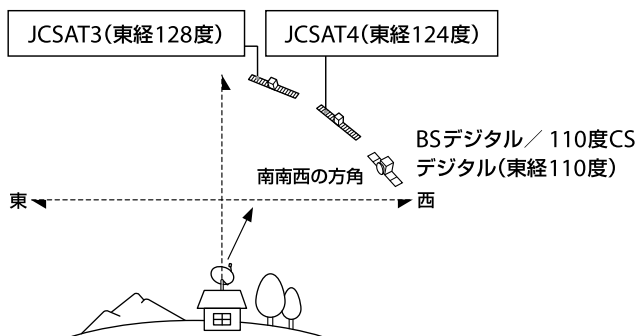 JCSAT3(東経128度)
JCSAT4(東経124度)
BSデジタル／ 110度CS
デジタル(東経110度)
南南西の方角
東
西